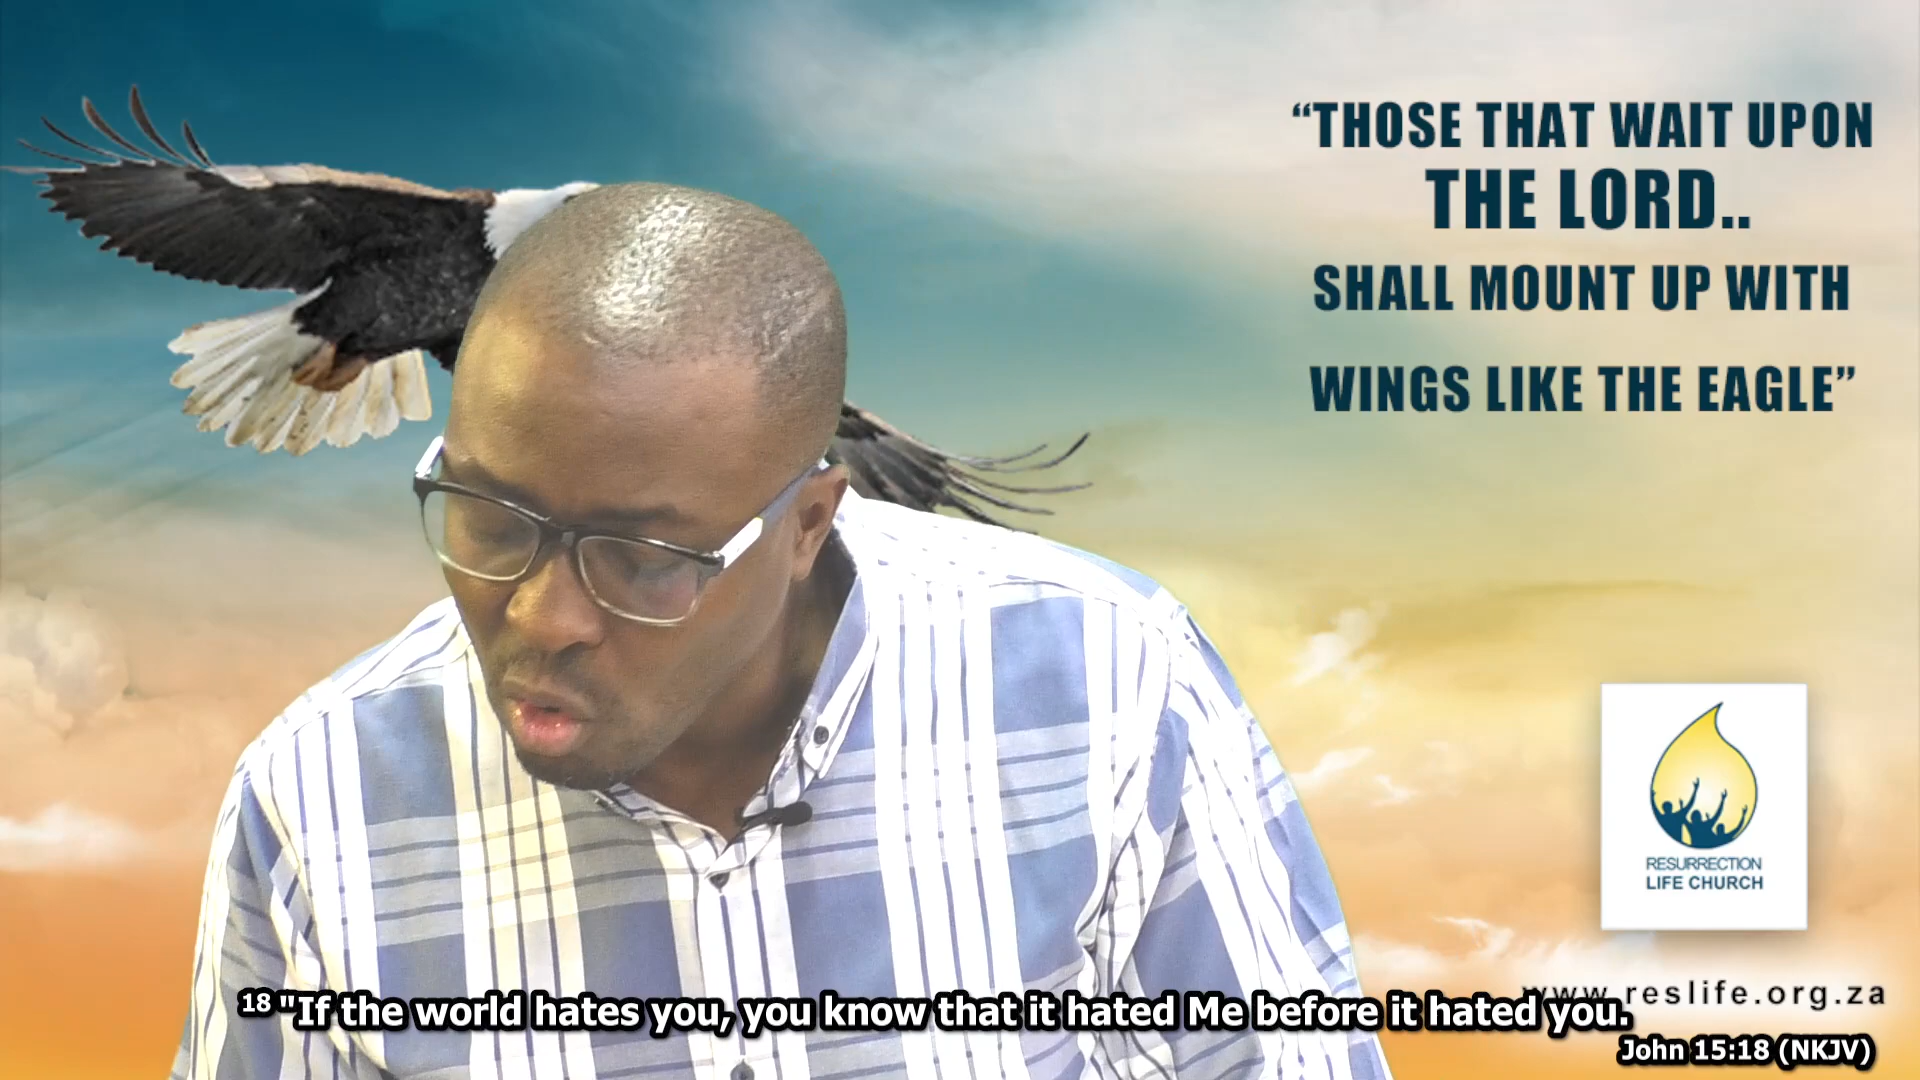 “THOSE THAT WAIT UPON
THE LORD..
SHALL MOUNT UP WITH
WINGS LIKE THE EAGLE”
RESURRECTION
LIFE CHURCH
www.reslife.org.za
18 "If the world hates you, you know that it hated Me before it hated you.
John 15:18 (NKJV)